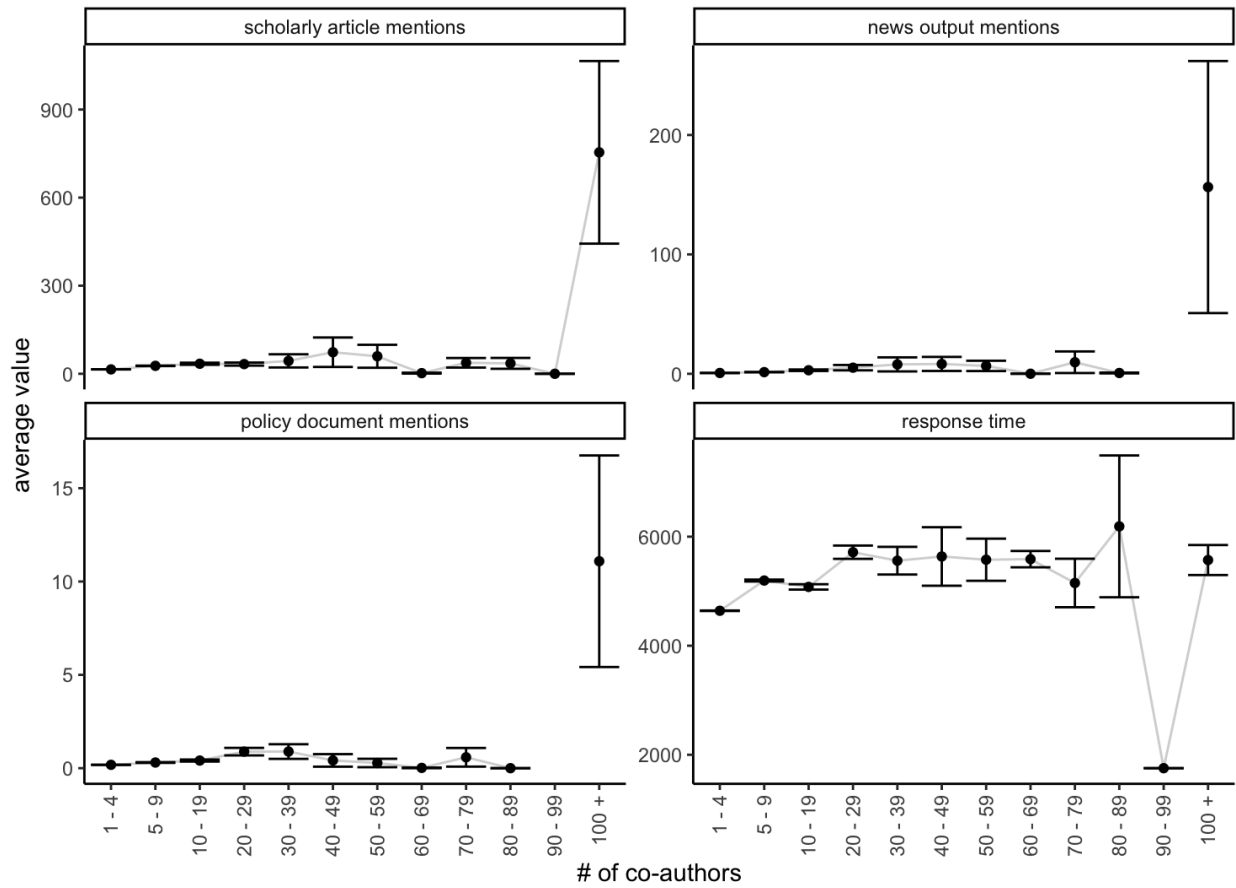 scholarly article mentions
news output mentions
900
600
300
0
200
100
0
average value
policy document mentions
response time
15
10
5
0
6000
4000
2000
1 - 4
5 - 9
10 - 19
20 - 29
30 - 39
40 - 49
50 - 59
60 - 69
70 - 79
80 - 89
90 - 99
100 +
1 - 4
5 - 9
10 - 19
20 - 29
30 - 39
40 - 49
50 - 59
60 - 69
70 - 79
80 - 89
90 - 99
100 +
# of co-authors